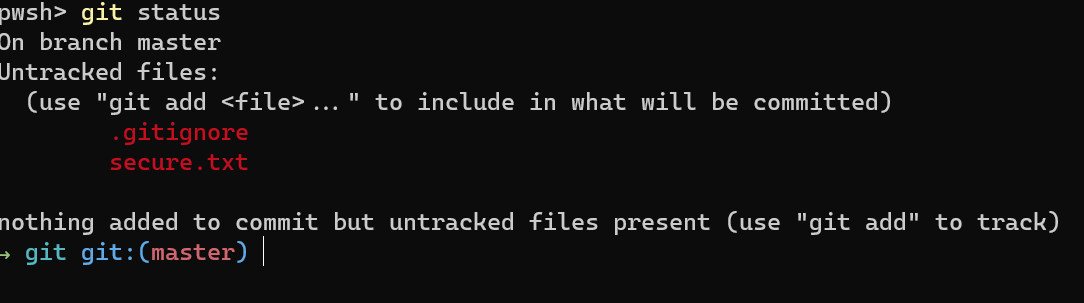 pwsh> git status
On branch master
Untracked files:
  (use "git add <file>..." to include in what will be committed)
        .gitignore
        secure.txt

nothing added to commit but untracked files present (use "git add" to track)
→ git git:(master)